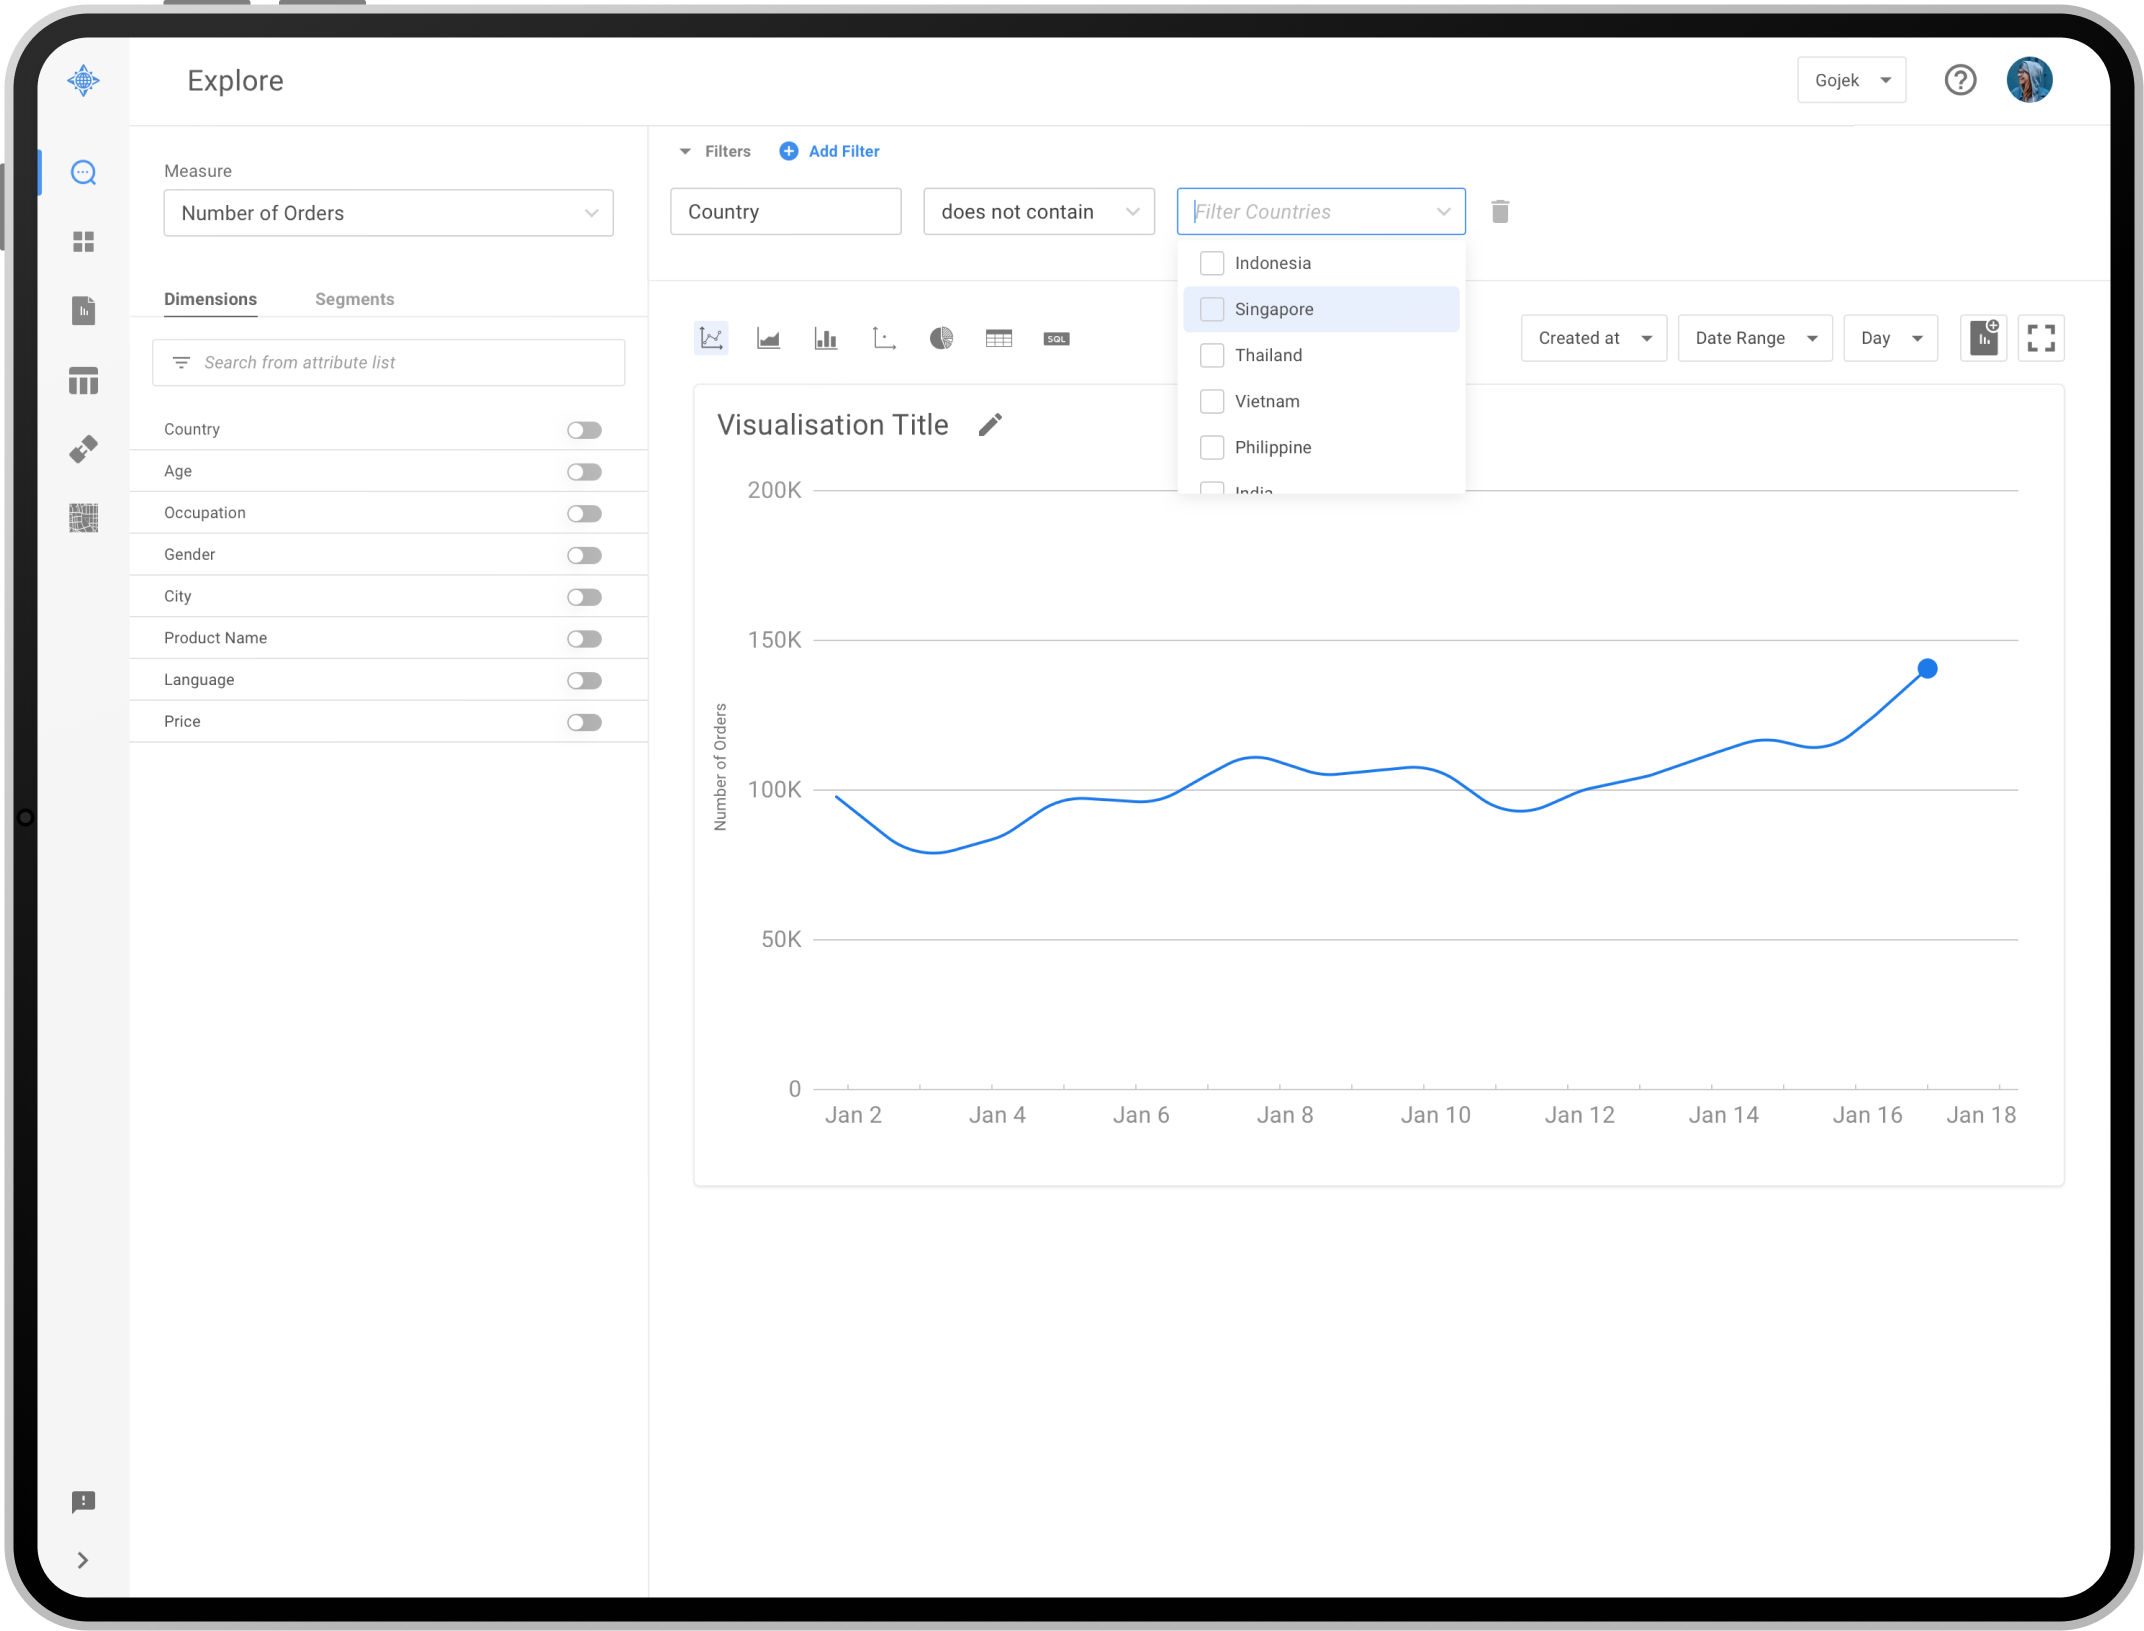 Explore
Gojek
Measure
Number of Orders
Dimensions
Segments
Search from attribute list
Country
Age
Occupation
Gender
City
Product Name
Language
Price
Filters
Add Filter
Country
does not contain
Filter Countries
Indonesia
Singapore
Thailand
Vietnam
Philippine
India
SQL
Created at
Date Range
Day
Visualisation Title
200K
150K
100K
50K
0
Number of Orders
Jan 2 Jan 4 Jan 6 Jan 8 Jan 10 Jan 12 Jan 14 Jan 16 Jan 18